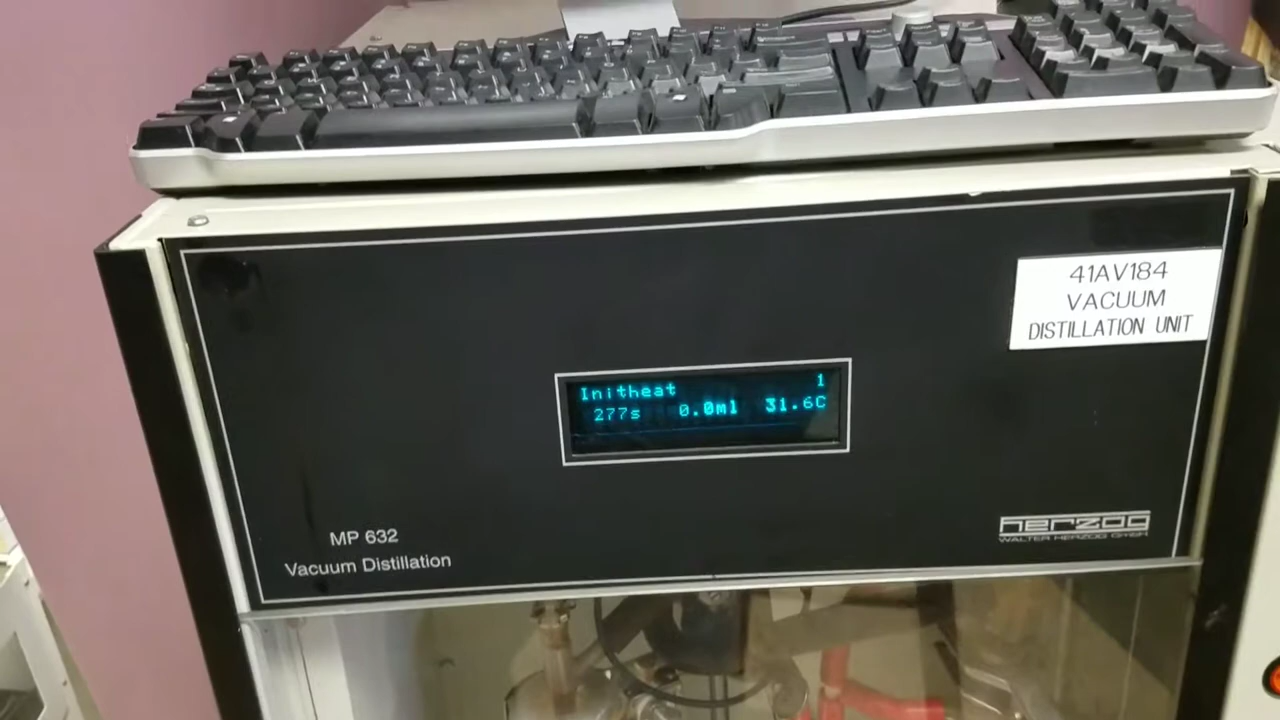 41AV184
VACUUM
DISTILLATION UNIT
Initheat 1
277s 0.0ml 31.6C
MP 632
Vacuum Distillation
herzog
WALTER HERZOG GMBH